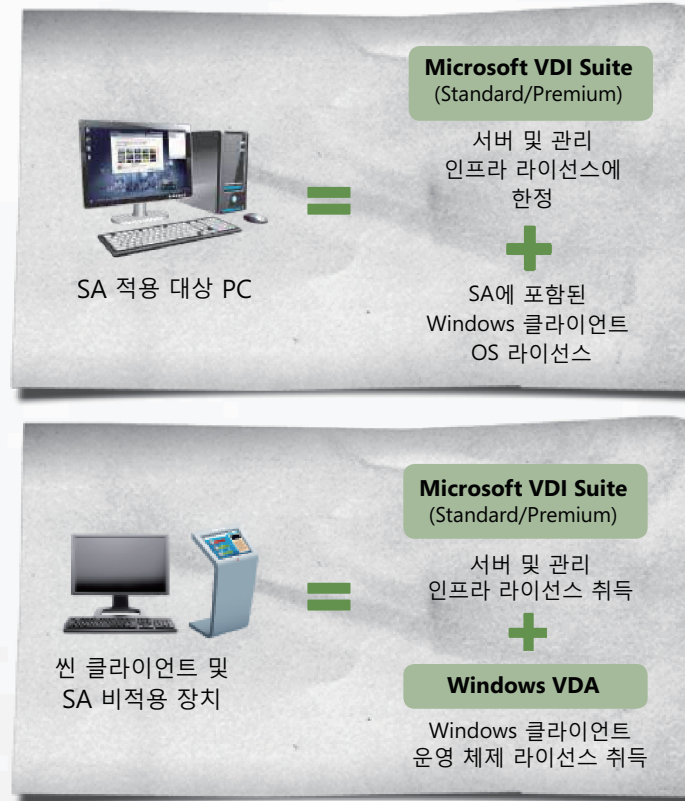 Microsoft VDI Suite
(Standard/Premium)
서버 및 관리
인프라 라이선스에
한정
SA 적용 대상 PC
SA에 포함된
Windows 클라이언트
OS 라이선스
Microsoft VDI Suite
(Standard/Premium)
서버 및 관리
인프라 라이선스 취득
씬 클라이언트 및
SA 비적용 장치
Windows VDA
Windows 클라이언트
운영 체제 라이선스 취득